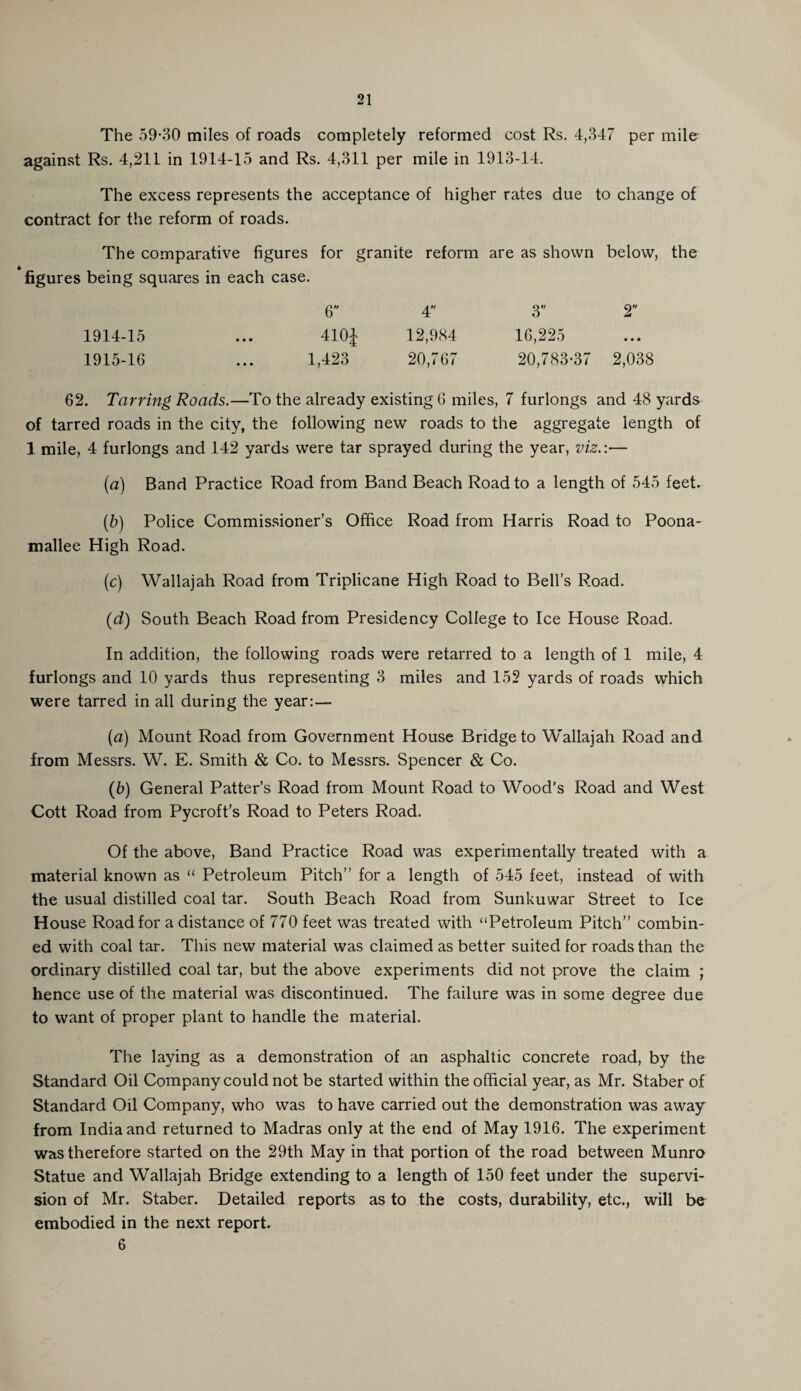 21
The 59·30 miles of roads completely reformed cost Rs. 4,347 per mile
against Rs. 4,211 in 1914-15 and Rs. 4,311 per mile in 1913-14.
The excess represents the acceptance of higher rates due to change of
contract for the reform of roads.
The comparative figures for granite reform are as shown below, the
figures being squares in each case.
6″ 4″ 3″ 2″
1914-15 ... 410¼ 12,984 16,225 ...
1915-16 ... 1,423 20,767 20,783·37 2,038
62. Tarring Roads.—To the already existing 6 miles, 7 furlongs and 48 yards
of tarred roads in the city, the following new roads to the aggregate length of
1 mile, 4 furlongs and 142 yards were tar sprayed during the year, viz.:—
(a) Band Practice Road from Band Beach Road to a length of 545 feet.
(b) Police Commissioner's Office Road from Harris Road to Poona-
mallee High Road.
(c) Wallajah Road from Triplicane High Road to Bell's Road.
(d) South Beach Road from Presidency College to Ice House Road.
In addition, the following roads were retarred to a length of 1 mile, 4
furlongs and 10 yards thus representing 3 miles and 152 yards of roads which
were tarred in all during the year:—
(a) Mount Road from Government House Bridge to Wallajah Road and
from Messrs. W. E. Smith & Co. to Messrs. Spencer & Co.
(b) General Patter's Road from Mount Road to Wood's Road and West
Cott Road from Pycroft's Road to Peters Road.
Of the above, Band Practice Road was experimentally treated with a
material known as “ Petroleum Pitch” for a length of 545 feet, instead of with
the usual distilled coal tar. South Beach Road from Sunkuwar Street to Ice
House Road for a distance of 770 feet was treated with “Petroleum Pitch” combin-
ed with coal tar. This new material was claimed as better suited for roads than the
ordinary distilled coal tar, but the above experiments did not prove the claim ;
hence use of the material was discontinued. The failure was in some degree due
to want of proper plant to handle the material.
The laying as a demonstration of an asphaltic concrete road, by the
Standard Oil Company could not be started within the official year, as Mr. Staber of
Standard Oil Company, who was to have carried out the demonstration was away
from India and returned to Madras only at the end of May 1916. The experiment
was therefore started on the 29th May in that portion of the road between Munro
Statue and Wallajah Bridge extending to a length of 150 feet under the supervi-
sion of Mr. Staber. Detailed reports as to the costs, durability, etc., will be
embodied in the next report.
6